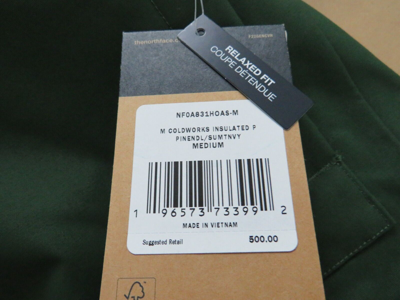 RELAXED FIT
COUPE DÉTENDUE
NF0A831HOAS-M
M COLDWORKS INSULATED P
PINENDL/SUMTNVY
MEDIUM
1 96573 73399 2
MADE IN VIETNAM
Suggested Retail 500.00